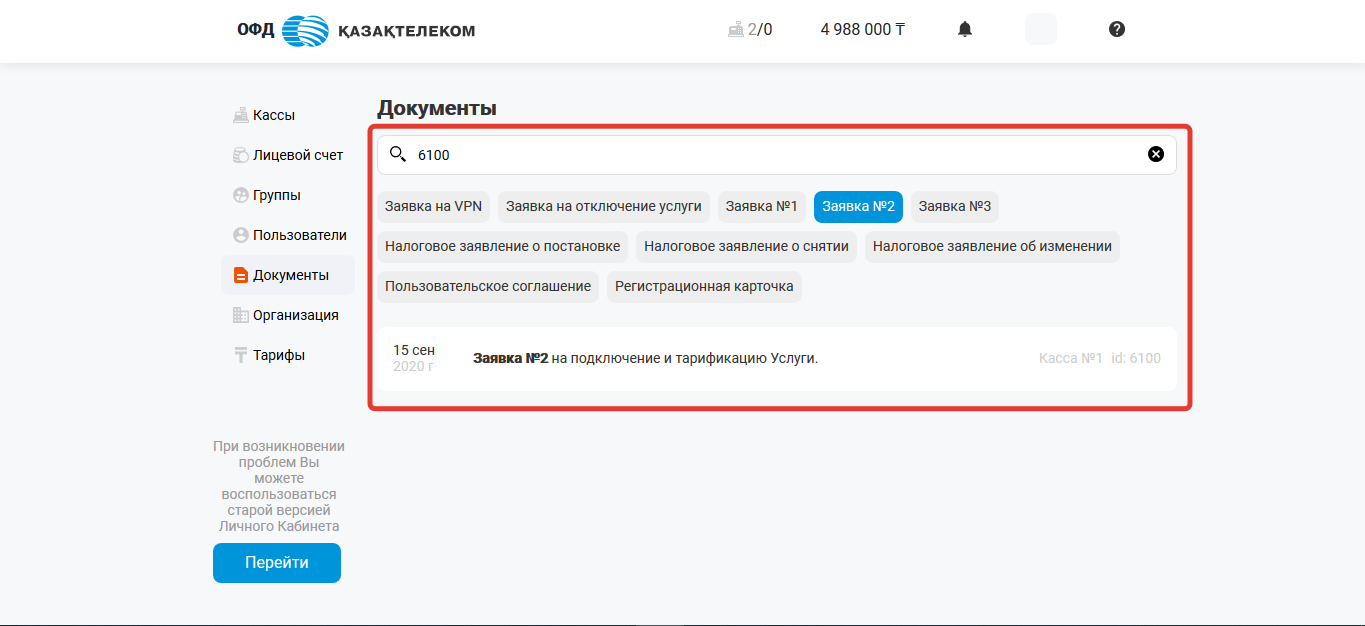 ОФД ҚАЗАҚТЕЛЕКОМ
2/0
4 988 000 ₸
Кассы
Лицевой счет
Группы
Пользователи
Документы
Организация
Тарифы
При возникновении
проблем Вы
можете
воспользоваться
старой версией
Личного Кабинета
Перейти
Документы
6100
Заявка на VPN Заявка на отключение услуги Заявка №1 Заявка №2 Заявка №3
Налоговое заявление о постановке Налоговое заявление о снятии Налоговое заявление об изменении
Пользовательское соглашение Регистрационная карточка
15 сен
2020 г
Заявка №2 на подключение и тарификацию Услуги.
Касса №1 id: 6100